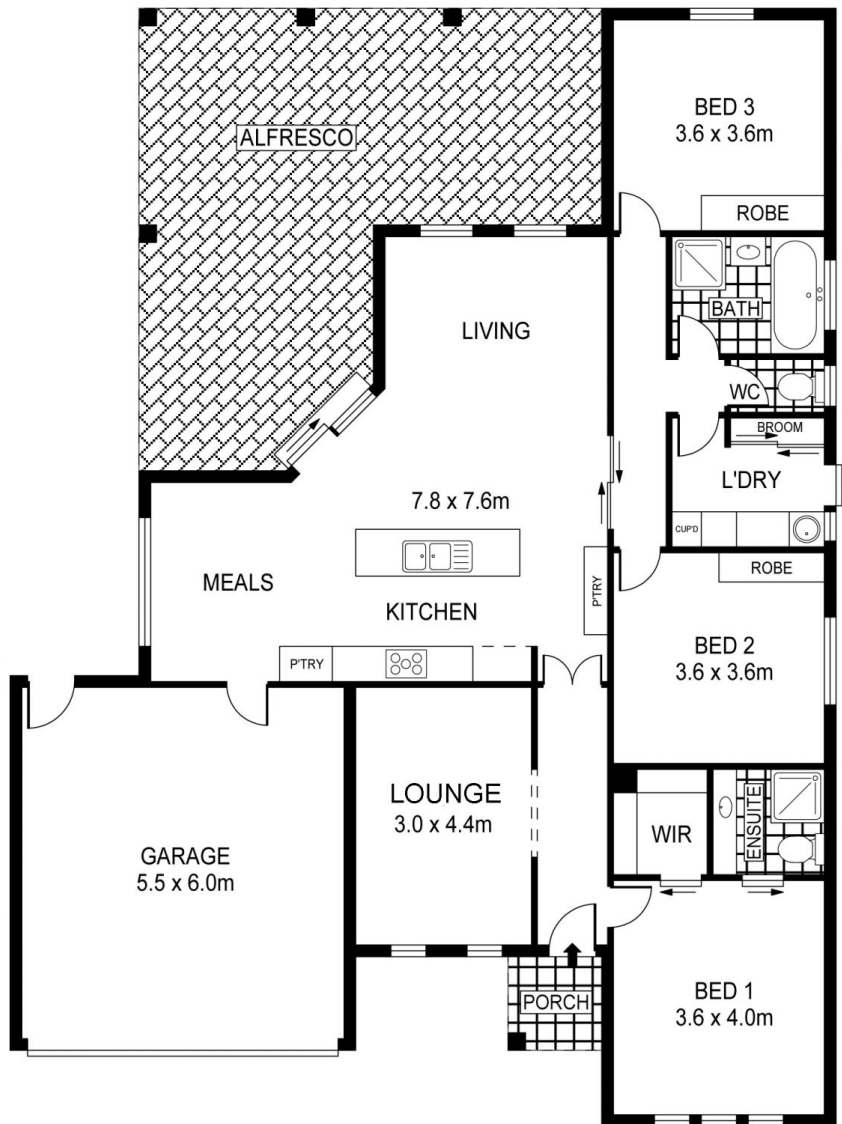 BED 3
3.6 x 3.6m
ALFRESCO
ROBE
BATH
LIVING
WC
BROOM
L'DRY
7.8 x 7.6m
CUP'D
ROBE
MEALS
P'TRY
KITCHEN
BED 2
3.6 x 3.6m
P'TRY
LOUNGE
3.0 x 4.4m
ENSUITE
WIR
GARAGE
5.5 x 6.0m
BED 1
3.6 x 4.0m
PORCH